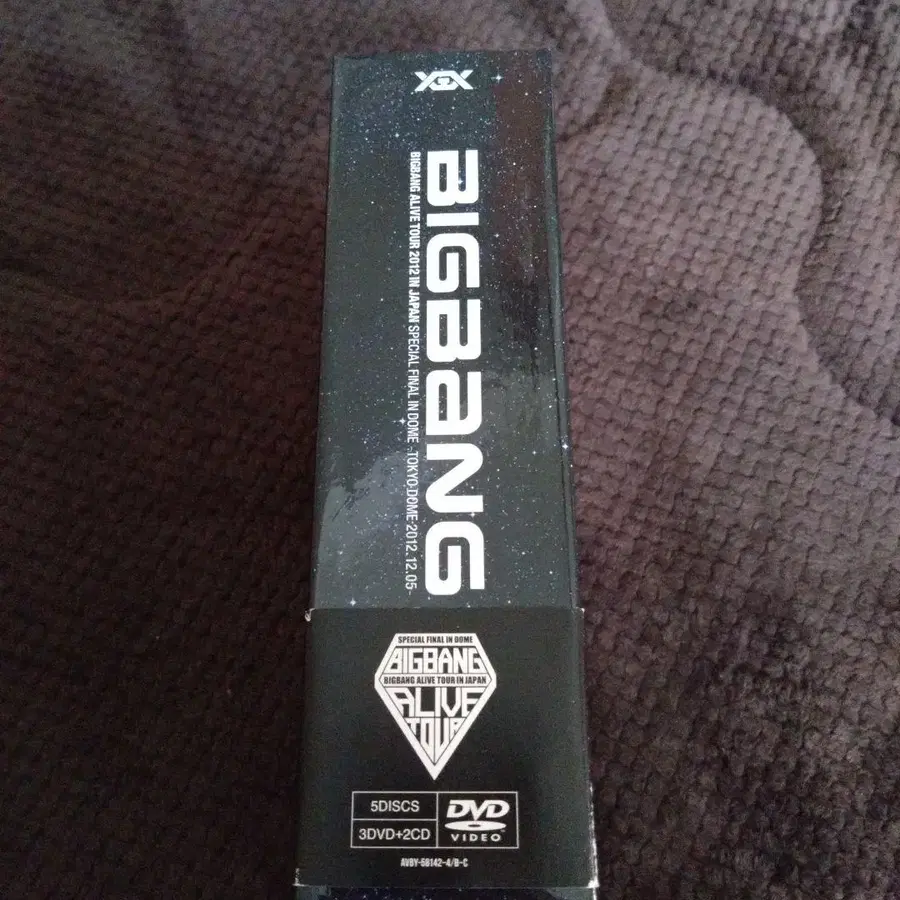 YGEX
BIGBANG
BIGBANG ALIVE TOUR 2012 IN JAPAN SPECIAL FINAL IN DOME -TOKYO DOME 2012.12.05-
SPECIAL FINAL IN DOME
BIGBANG
BIGBANG ALIVE TOUR IN JAPAN
ALIVE
TOUR
5DISCS
3DVD+2CD
DVD
VIDEO
AVBY-58142-4/B-C